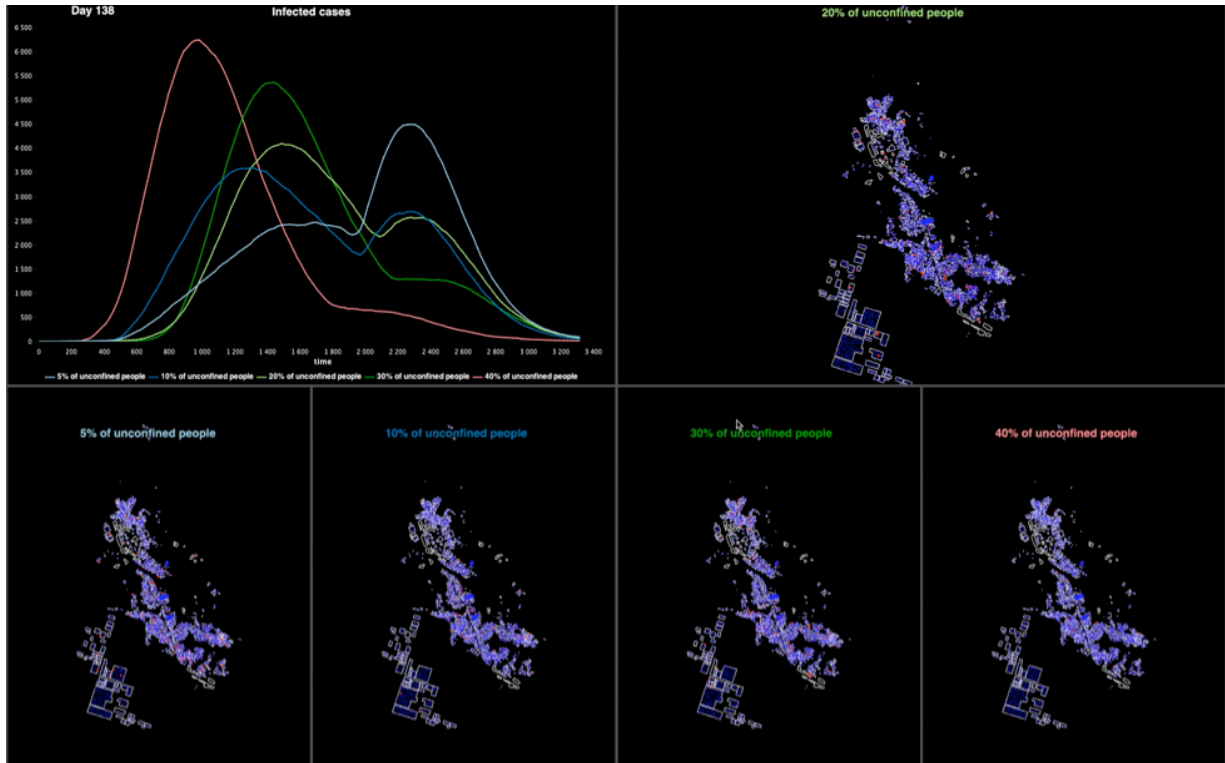 Day 138
Infected cases
20% of unconfined people
6 500
6 000
5 500
5 000
4 500
4 000
3 500
3 000
2 500
2 000
1 500
1 000
500
0
0 200 400 600 800 1 000 1 200 1 400 1 600 1 800 2 000 2 200 2 400 2 600 2 800 3 000 3 200 3 400
time
5% of unconfined people 10% of unconfined people 20% of unconfined people 30% of unconfined people 40% of unconfined people
5% of unconfined people
10% of unconfined people
30% of unconfined people
40% of unconfined people